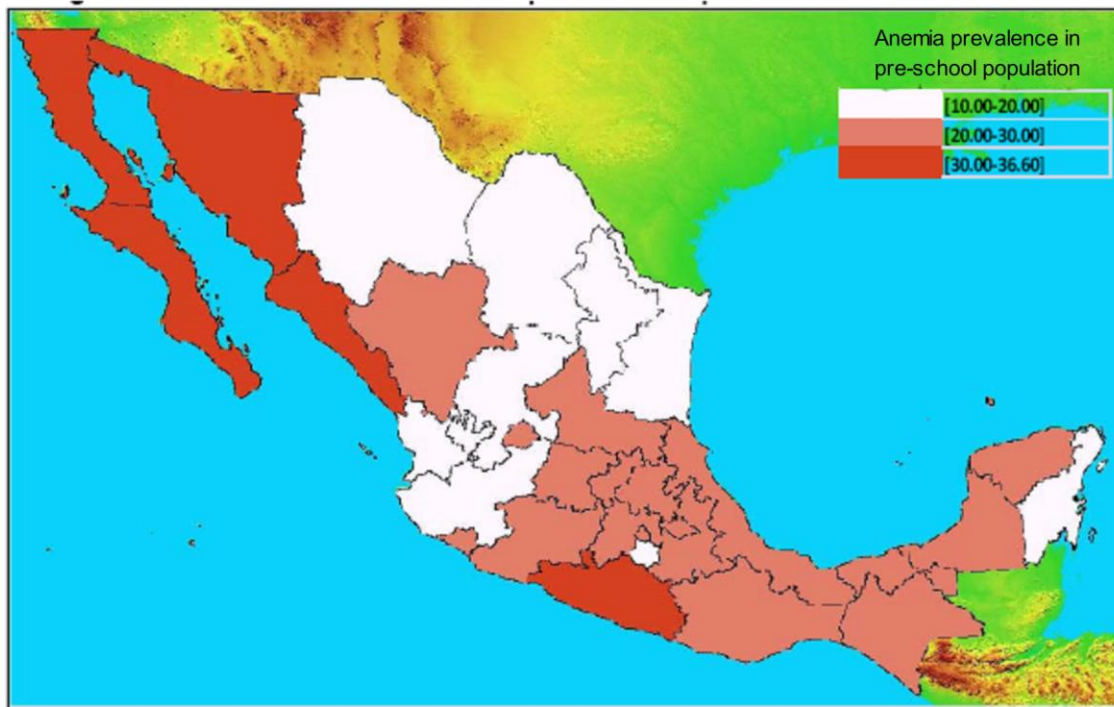 Anemia prevalence in
pre-school population
[10.00-20.00]
[20.00-30.00]
[30.00-36.60]